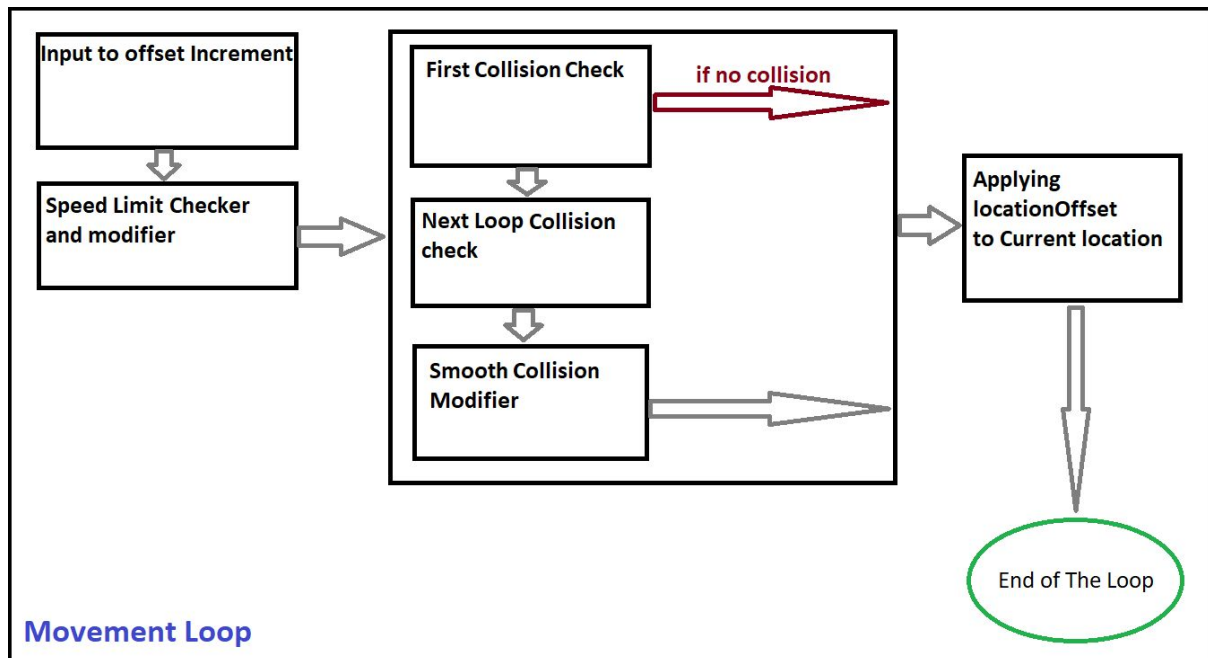 Input to offset Increment
Speed Limit Checker
and modifier
First Collision Check
if no collision
Next Loop Collision
check
Smooth Collision
Modifier
Applying
locationOffset
to Current location
End of The Loop
Movement Loop